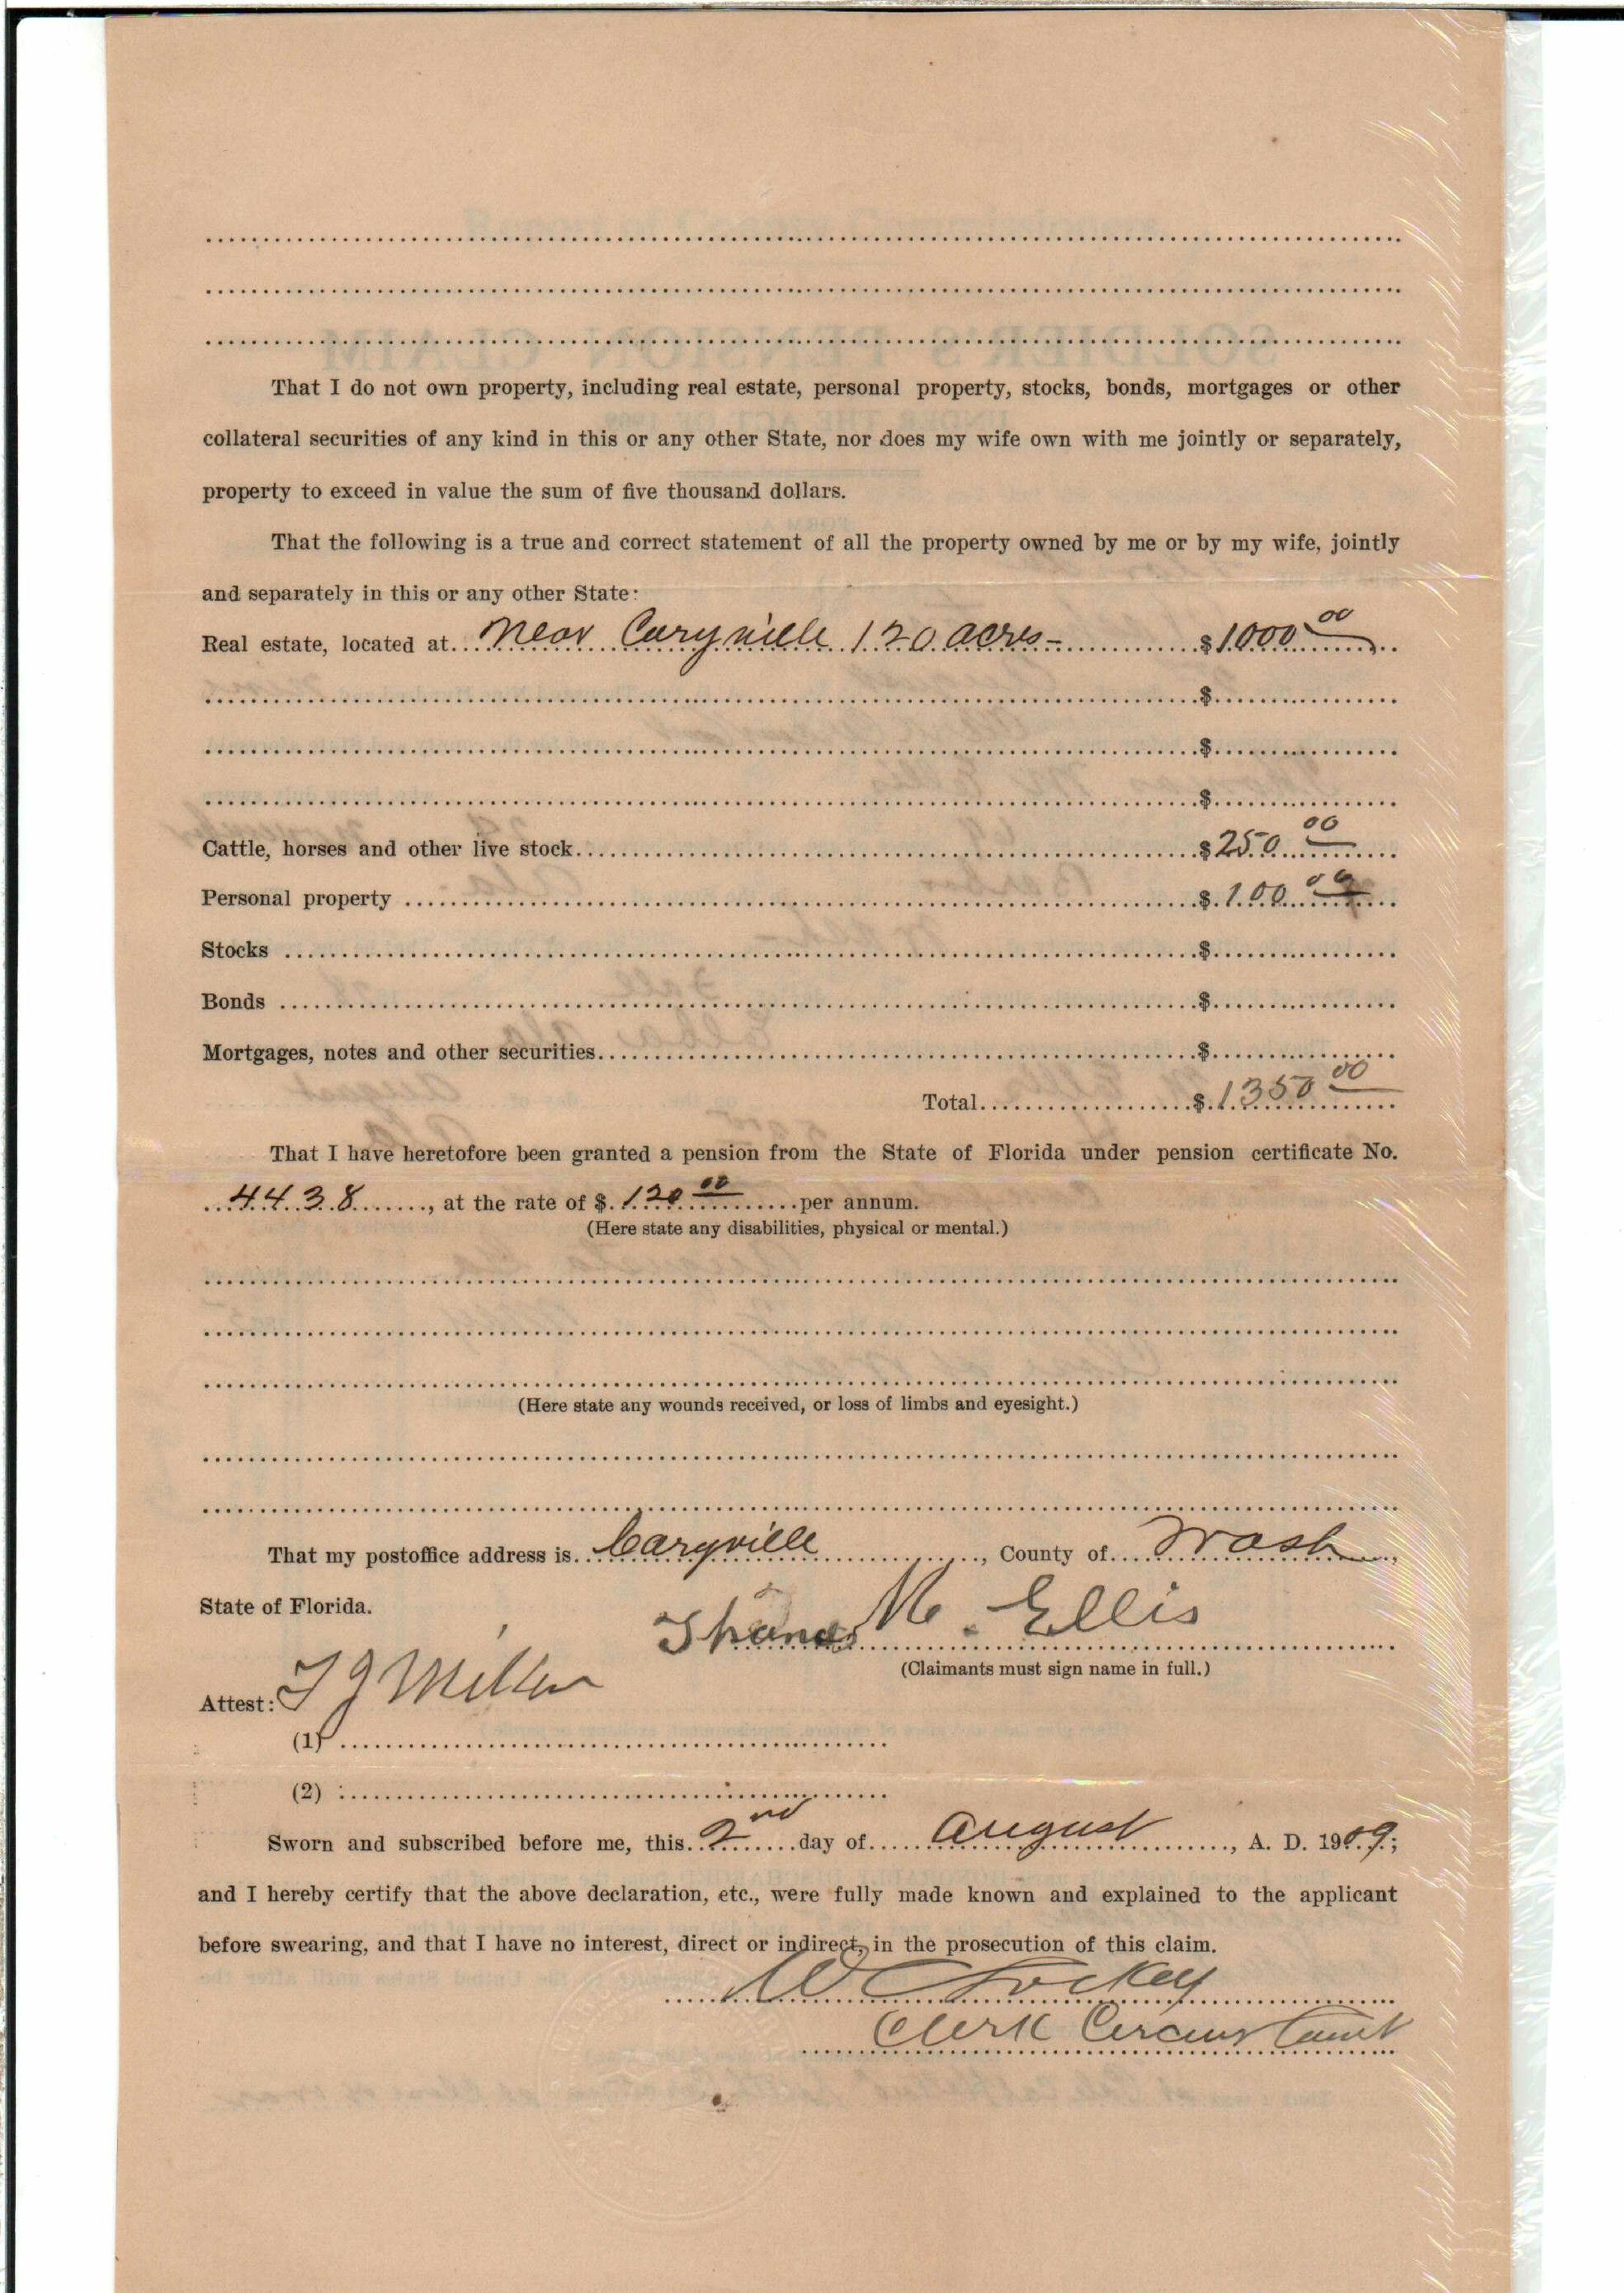 That I do not own property, including real estate, personal property, stocks, bonds, mortgages or other
collateral securities of any kind in this or any other State, nor does my wife own with me jointly or separately,
property to exceed in value the sum of five thousand dollars.
That the following is a true and correct statement of all the property owned by me or by my wife, jointly
and separately in this or any other State:
Real estate, located at Near Caryville 120 acres - $1000 00
$
$
$
Cattle, horses and other live stock $250 00
Personal property $100 00
Stocks $
Bonds $
Mortgages, notes and other securities $
Total $1350 00
That I have heretofore been granted a pension from the State of Florida under pension certificate No.
4438, at the rate of $120 00 per annum.
(Here state any disabilities, physical or mental.)
(Here state any wounds received, or loss of limbs and eyesight.)
That my postoffice address is Caryville, County of Wash,
State of Florida.
Thomas M. Ellis
(Claimants must sign name in full.)
Attest: T J Miller
(1)
(2)
Sworn and subscribed before me, this 2nd day of August, A. D. 1909;
and I hereby certify that the above declaration, etc., were fully made known and explained to the applicant
before swearing, and that I have no interest, direct or indirect, in the prosecution of this claim.
W C Lockey
Clerk Circuit Court